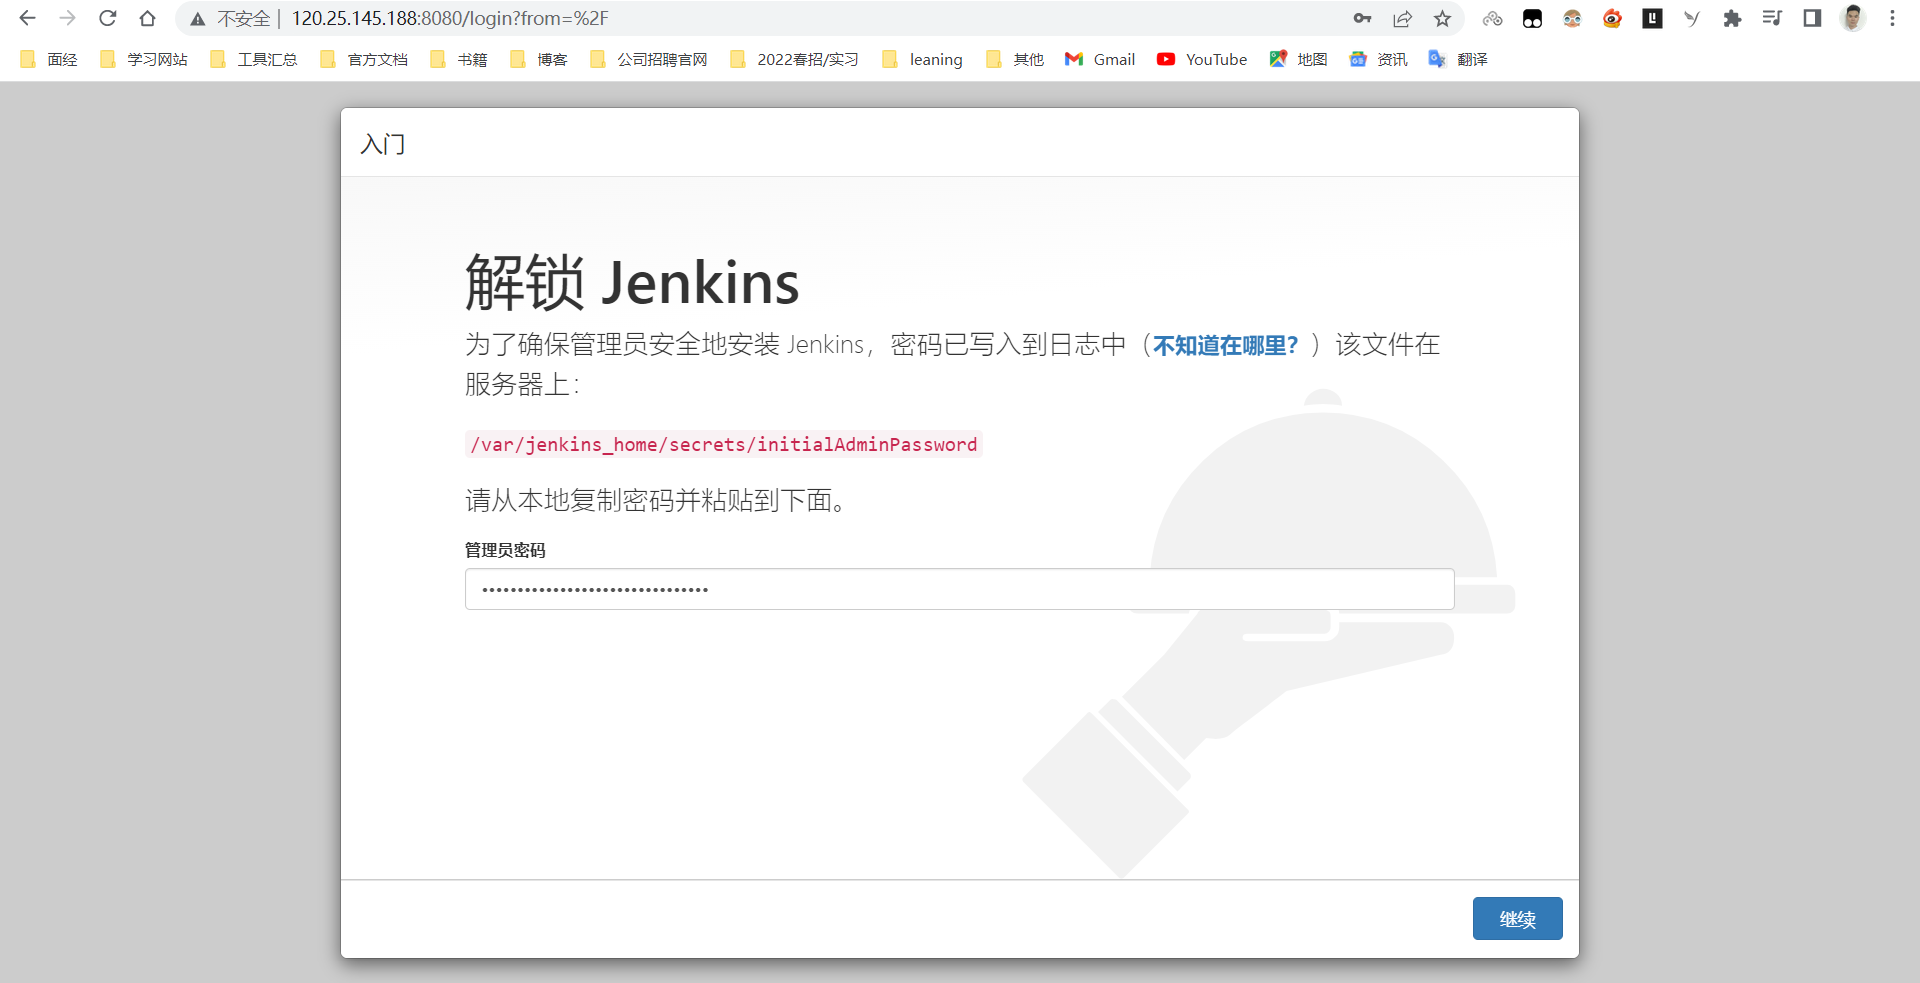 不安全 | 120.25.145.188:8080/login?from=%2F
面经 学习网站 工具汇总 官方文档 书籍 博客 公司招聘官网 2022春招/实习 leaning 其他 Gmail YouTube 地图 资讯 翻译
入门
解锁 Jenkins
为了确保管理员安全地安装 Jenkins，密码已写入到日志中（不知道在哪里？）该文件在
服务器上：
/var/jenkins_home/secrets/initialAdminPassword
请从本地复制密码并粘贴到下面。
管理员密码
继续